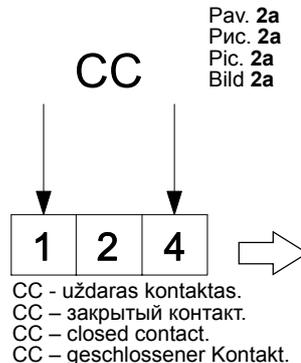 Pav. 2a
Рис. 2a
Pic. 2a
Bild 2a
CC
1 2 4
CC - uždaras kontaktas.
CC – закрытый контакт.
CC – closed contact.
CC – geschlossener Kontakt.